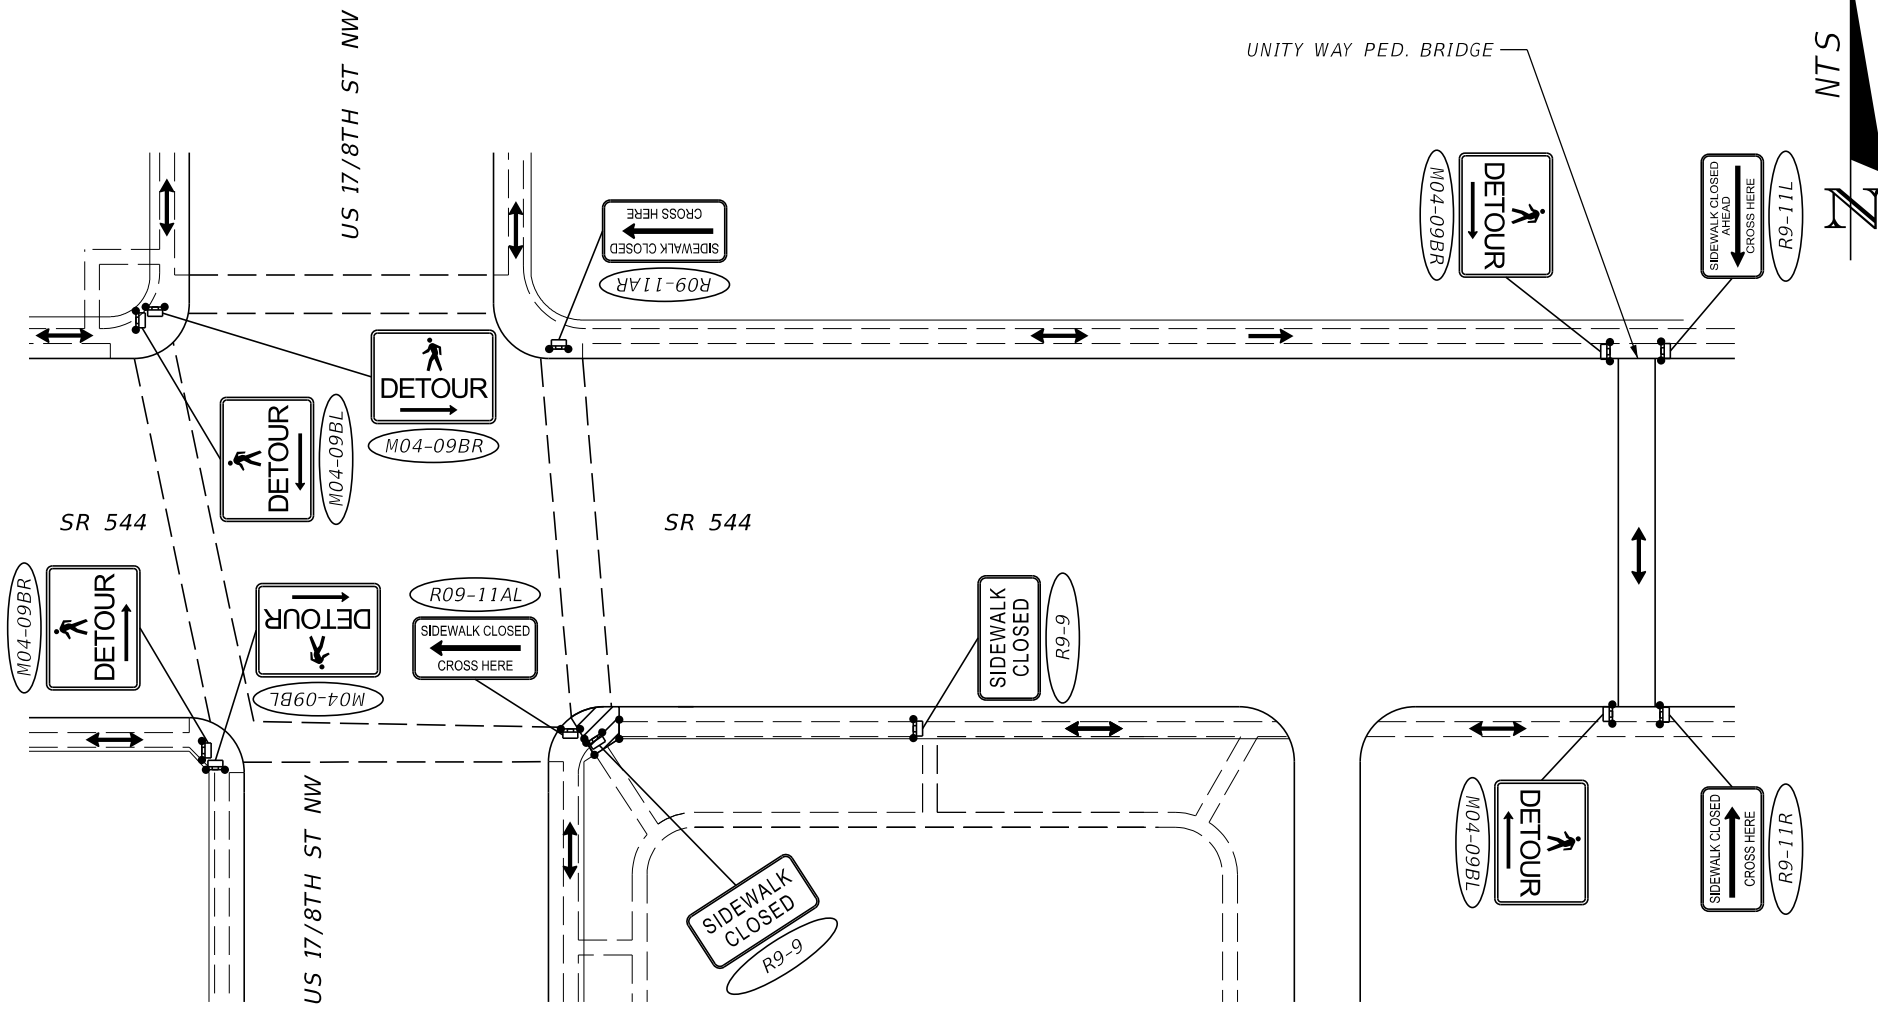 US 17/8TH ST NW
UNITY WAY PED. BRIDGE
NTS
N
SIDEWALK CLOSED
CROSS HERE
R09-11AR
DETOUR
M04-09BR
SIDEWALK CLOSED
AHEAD
CROSS HERE
R9-11L
DETOUR
M04-09BR
DETOUR
M04-09BL
SR 544
SR 544
DETOUR
M04-09BR
DETOUR
M04-09BL
R09-11AL
SIDEWALK CLOSED
CROSS HERE
SIDEWALK
CLOSED
R9-9
US 17/8TH ST NW
SIDEWALK
CLOSED
R9-9
DETOUR
M04-09BL
SIDEWALK CLOSED
CROSS HERE
R9-11R